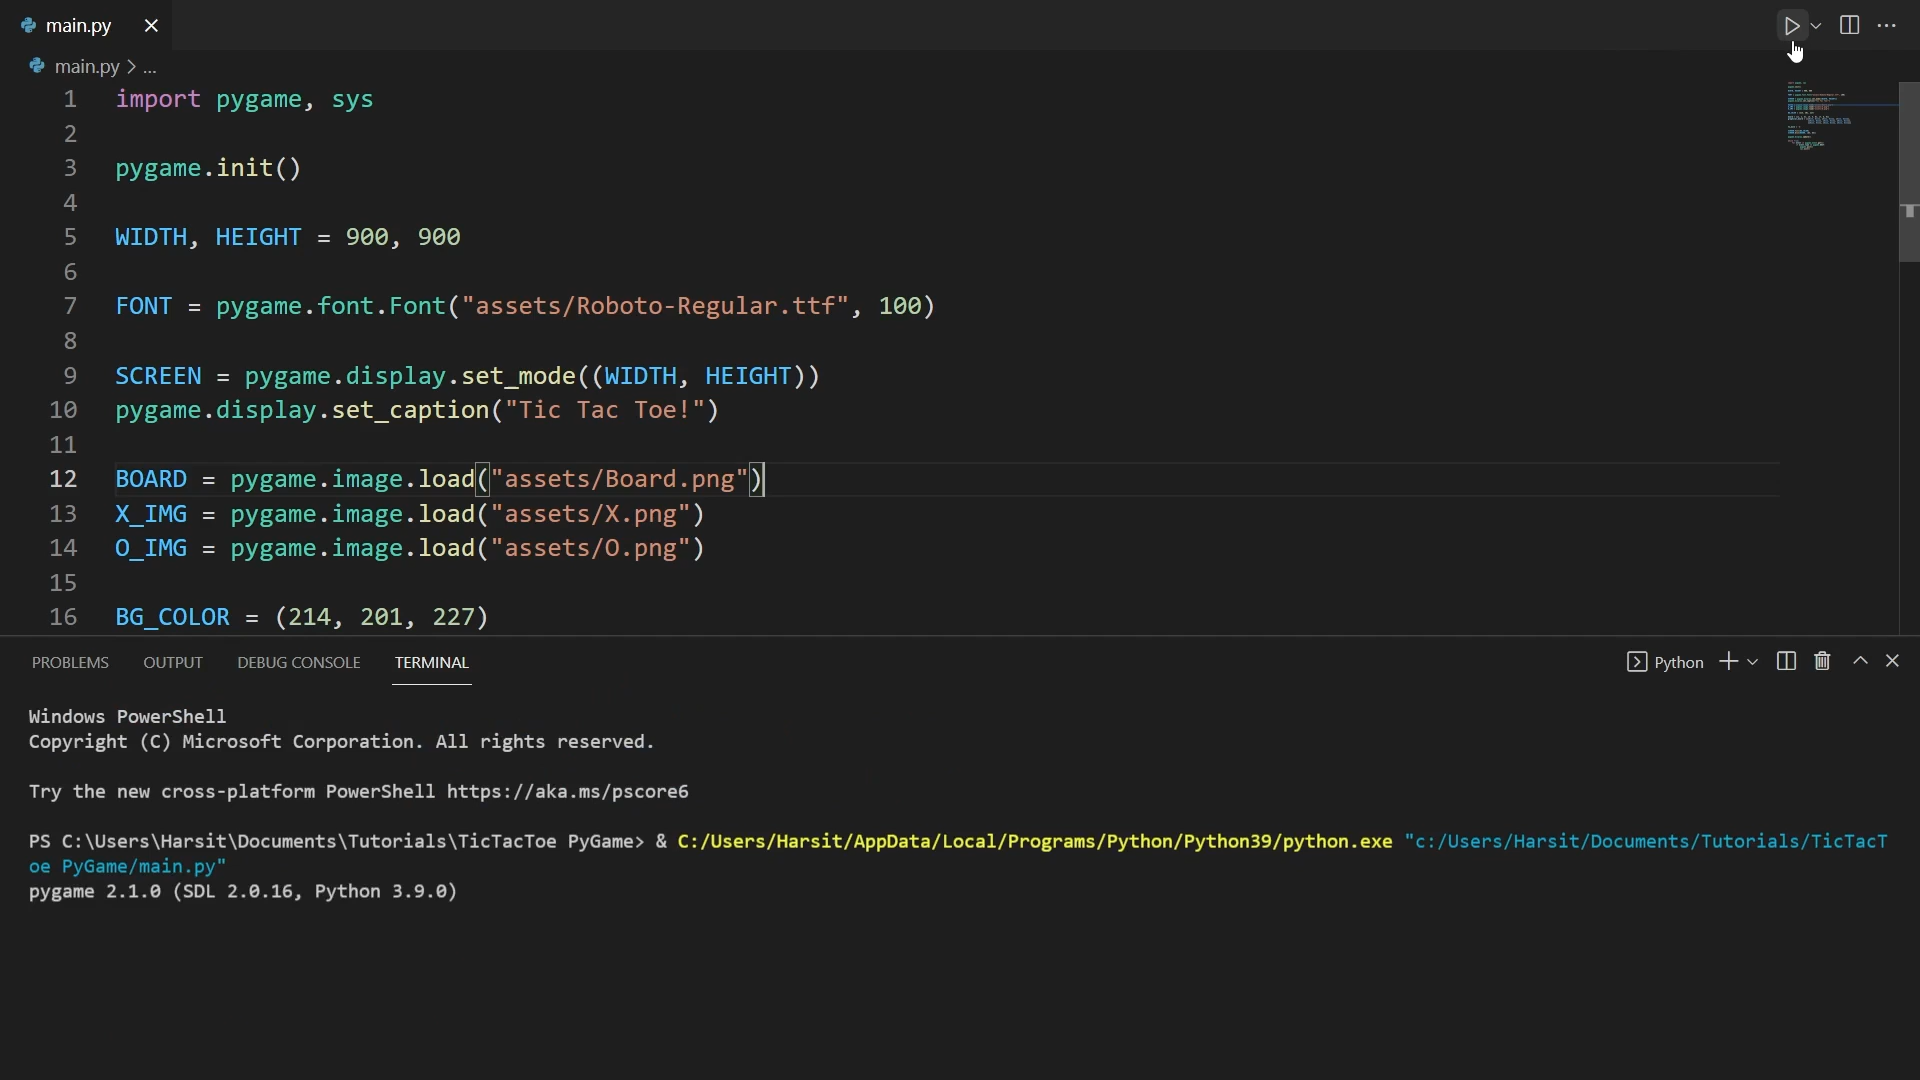 main.py
main.py > ...
1 import pygame, sys
2
3 pygame.init()
4
5 WIDTH, HEIGHT = 900, 900
6
7 FONT = pygame.font.Font("assets/Roboto-Regular.ttf", 100)
8
9 SCREEN = pygame.display.set_mode((WIDTH, HEIGHT))
10 pygame.display.set_caption("Tic Tac Toe!")
11
12 BOARD = pygame.image.load("assets/Board.png")
13 X_IMG = pygame.image.load("assets/X.png")
14 O_IMG = pygame.image.load("assets/O.png")
15
16 BG_COLOR = (214, 201, 227)
PROBLEMS OUTPUT DEBUG CONSOLE TERMINAL Python
Windows PowerShell
Copyright (C) Microsoft Corporation. All rights reserved.
Try the new cross-platform PowerShell https://aka.ms/pscore6
PS C:\Users\Harsit\Documents\Tutorials\TicTacToe PyGame> & C:/Users/Harsit/AppData/Local/Programs/Python/Python39/python.exe "c:/Users/Harsit/Documents/Tutorials/TicTacT
oe PyGame/main.py"
pygame 2.1.0 (SDL 2.0.16, Python 3.9.0)